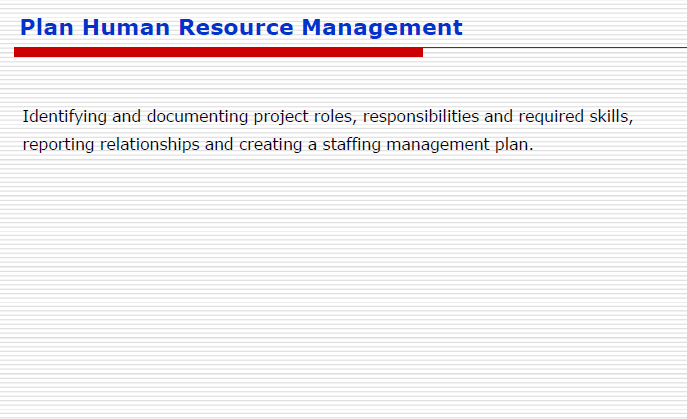 Plan Human Resource Management
Identifying and documenting project roles, responsibilities and required skills,
reporting relationships and creating a staffing management plan.